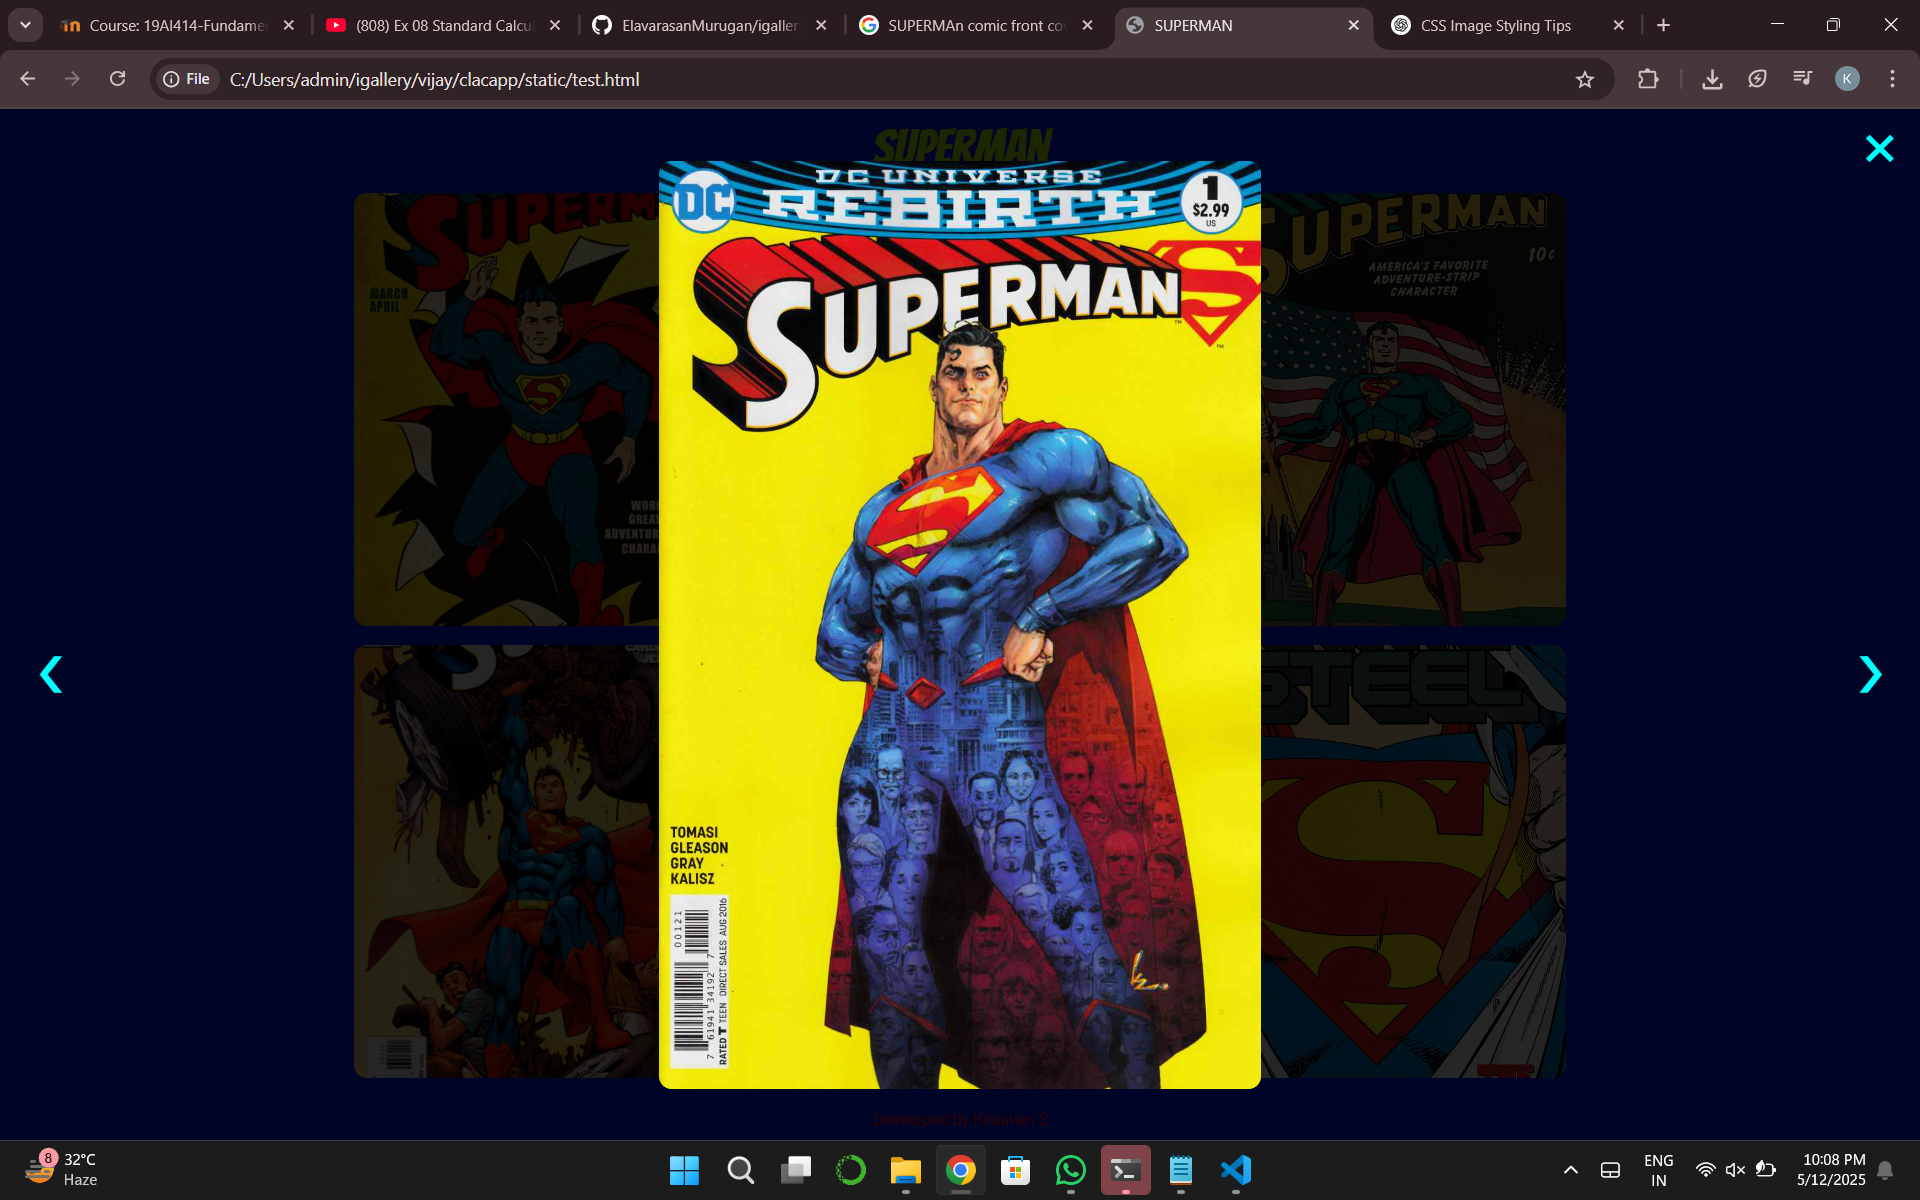 Course: 19AI414-Fundame
(808) Ex 08 Standard Calcu
ElavarasanMurugan/igaller
SUPERMAn comic front co
SUPERMAN
CSS Image Styling Tips
File
C:/Users/admin/igallery/vijay/clacapp/static/test.html
K
SUPERMAN
DC UNIVERSE
REBIRTH
DC
1
$2.99
US
SUPERMAN
TM
TM
TOMASI
GLEASON
GRAY
KALISZ
00121
7 61941 34192 7
RATED T TEEN DIRECT SALES AUG 2016
SUPERM
MARCH
APRIL
WOR
GREAT
ADVENTUR
CHARA
SUPERMAN
10¢
AMERICA'S FAVORITE
ADVENTURE-STRIP
CHARACTER
STEEL
Developed by Kesavan S
8
32°C
Haze
ENG
IN
10:08 PM
5/12/2025